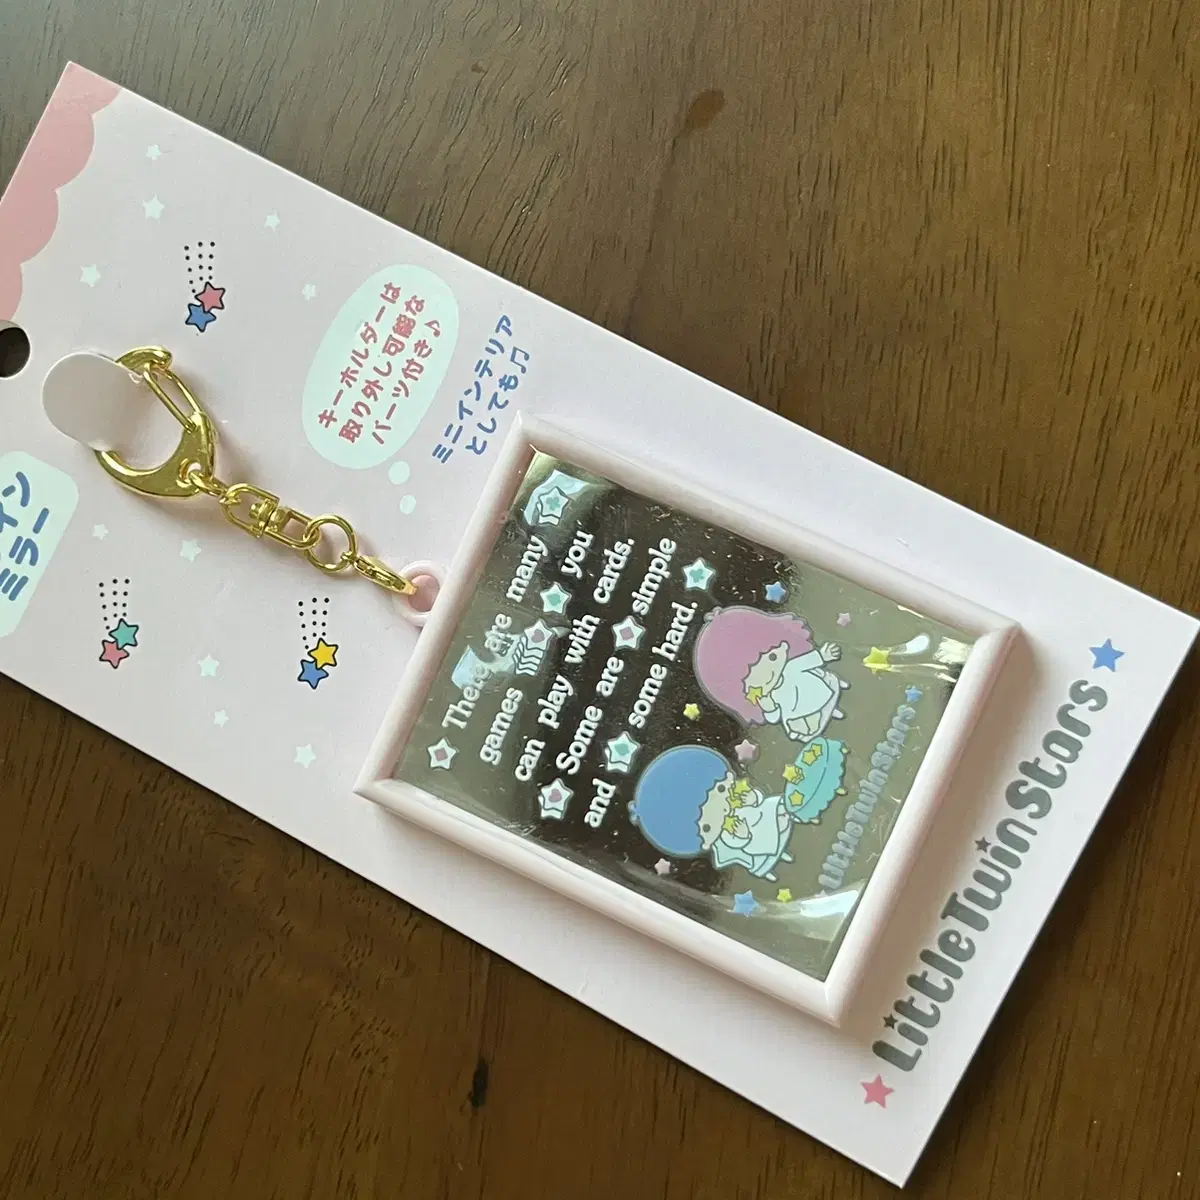 イン
ミラー
キーホルダーは
取り外し可能な
パーツ付き♪
ミニインテリア
としても♫
There are many
games you
can play with cards.
Some are simple
and some hard.
LittleTwinStars
LittleTwinStars